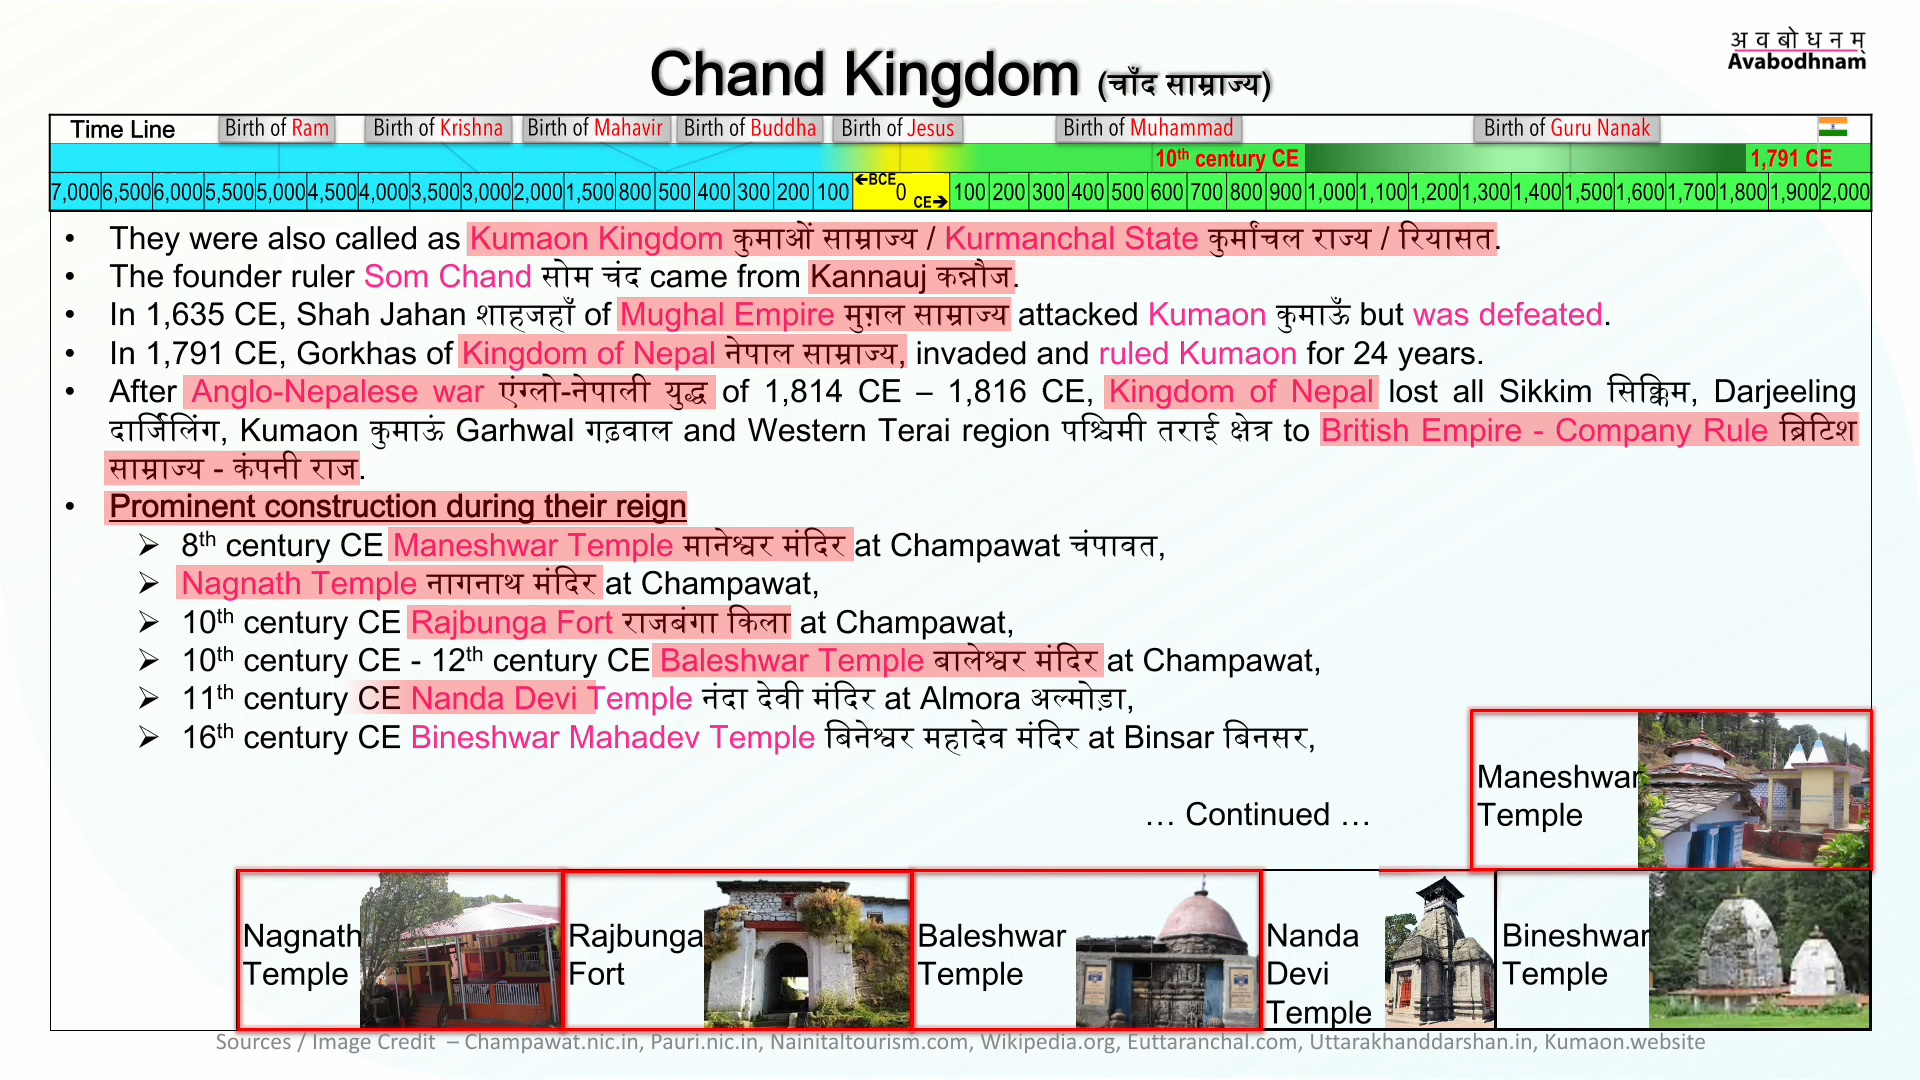 अ व बो ध न म्
Avabodhnam
Chand Kingdom (चाँद साम्राज्य)
Time Line Birth of Ram Birth of Krishna Birth of Mahavir Birth of Buddha Birth of Jesus Birth of Muhammad Birth of Guru Nanak
10th century CE 1,791 CE
7,000 6,500 6,000 5,500 5,000 4,500 4,000 3,500 3,000 2,000 1,500 800 500 400 300 200 100 ←BCE 0 CE→ 100 200 300 400 500 600 700 800 900 1,000 1,100 1,200 1,300 1,400 1,500 1,600 1,700 1,800 1,900 2,000
• They were also called as Kumaon Kingdom कुमाओं साम्राज्य / Kurmanchal State कुर्मांचल राज्य / रियासत.
• The founder ruler Som Chand सोम चंद came from Kannauj कन्नौज.
• In 1,635 CE, Shah Jahan शाहजहाँ of Mughal Empire मुग़ल साम्राज्य attacked Kumaon कुमाऊँ but was defeated.
• In 1,791 CE, Gorkhas of Kingdom of Nepal नेपाल साम्राज्य, invaded and ruled Kumaon for 24 years.
• After Anglo-Nepalese war एंग्लो-नेपाली युद्ध of 1,814 CE – 1,816 CE, Kingdom of Nepal lost all Sikkim सिक्किम, Darjeeling
दार्जिलिंग, Kumaon कुमाऊं Garhwal गढ़वाल and Western Terai region पश्चिमी तराई क्षेत्र to British Empire - Company Rule ब्रिटिश
साम्राज्य - कंपनी राज.
• Prominent construction during their reign
➢ 8th century CE Maneshwar Temple मानेश्वर मंदिर at Champawat चंपावत,
➢ Nagnath Temple नागनाथ मंदिर at Champawat,
➢ 10th century CE Rajbunga Fort राजबंगा किला at Champawat,
➢ 10th century CE - 12th century CE Baleshwar Temple बालेश्वर मंदिर at Champawat,
➢ 11th century CE Nanda Devi Temple नंदा देवी मंदिर at Almora अल्मोड़ा,
➢ 16th century CE Bineshwar Mahadev Temple बिनेश्वर महादेव मंदिर at Binsar बिनसर,
… Continued …
Maneshwar
Temple
Nagnath
Temple
Rajbunga
Fort
Baleshwar
Temple
Nanda
Devi
Temple
Bineshwar
Temple
Sources / Image Credit – Champawat.nic.in, Pauri.nic.in, Nainitaltourism.com, Wikipedia.org, Euttaranchal.com, Uttarakhanddarshan.in, Kumaon.website